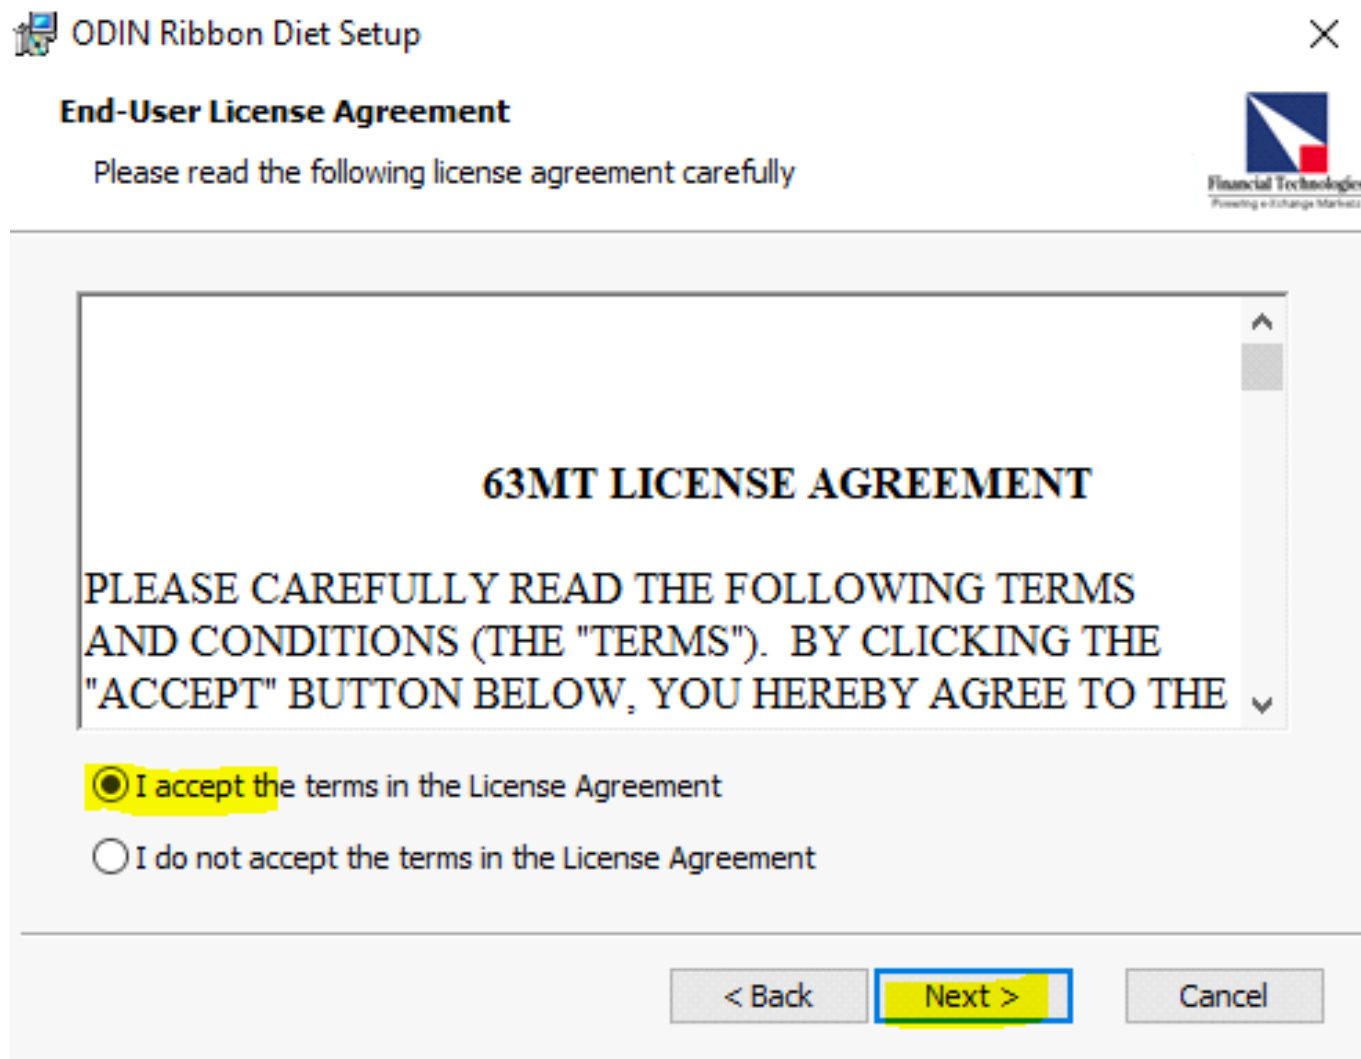 ODIN Ribbon Diet Setup
End-User License Agreement
Please read the following license agreement carefully
Financial Technologies
Powering e-Xchange Markets
63MT LICENSE AGREEMENT
PLEASE CAREFULLY READ THE FOLLOWING TERMS
AND CONDITIONS (THE "TERMS").  BY CLICKING THE
"ACCEPT" BUTTON BELOW, YOU HEREBY AGREE TO THE
I accept the terms in the License Agreement
I do not accept the terms in the License Agreement
< Back Next > Cancel